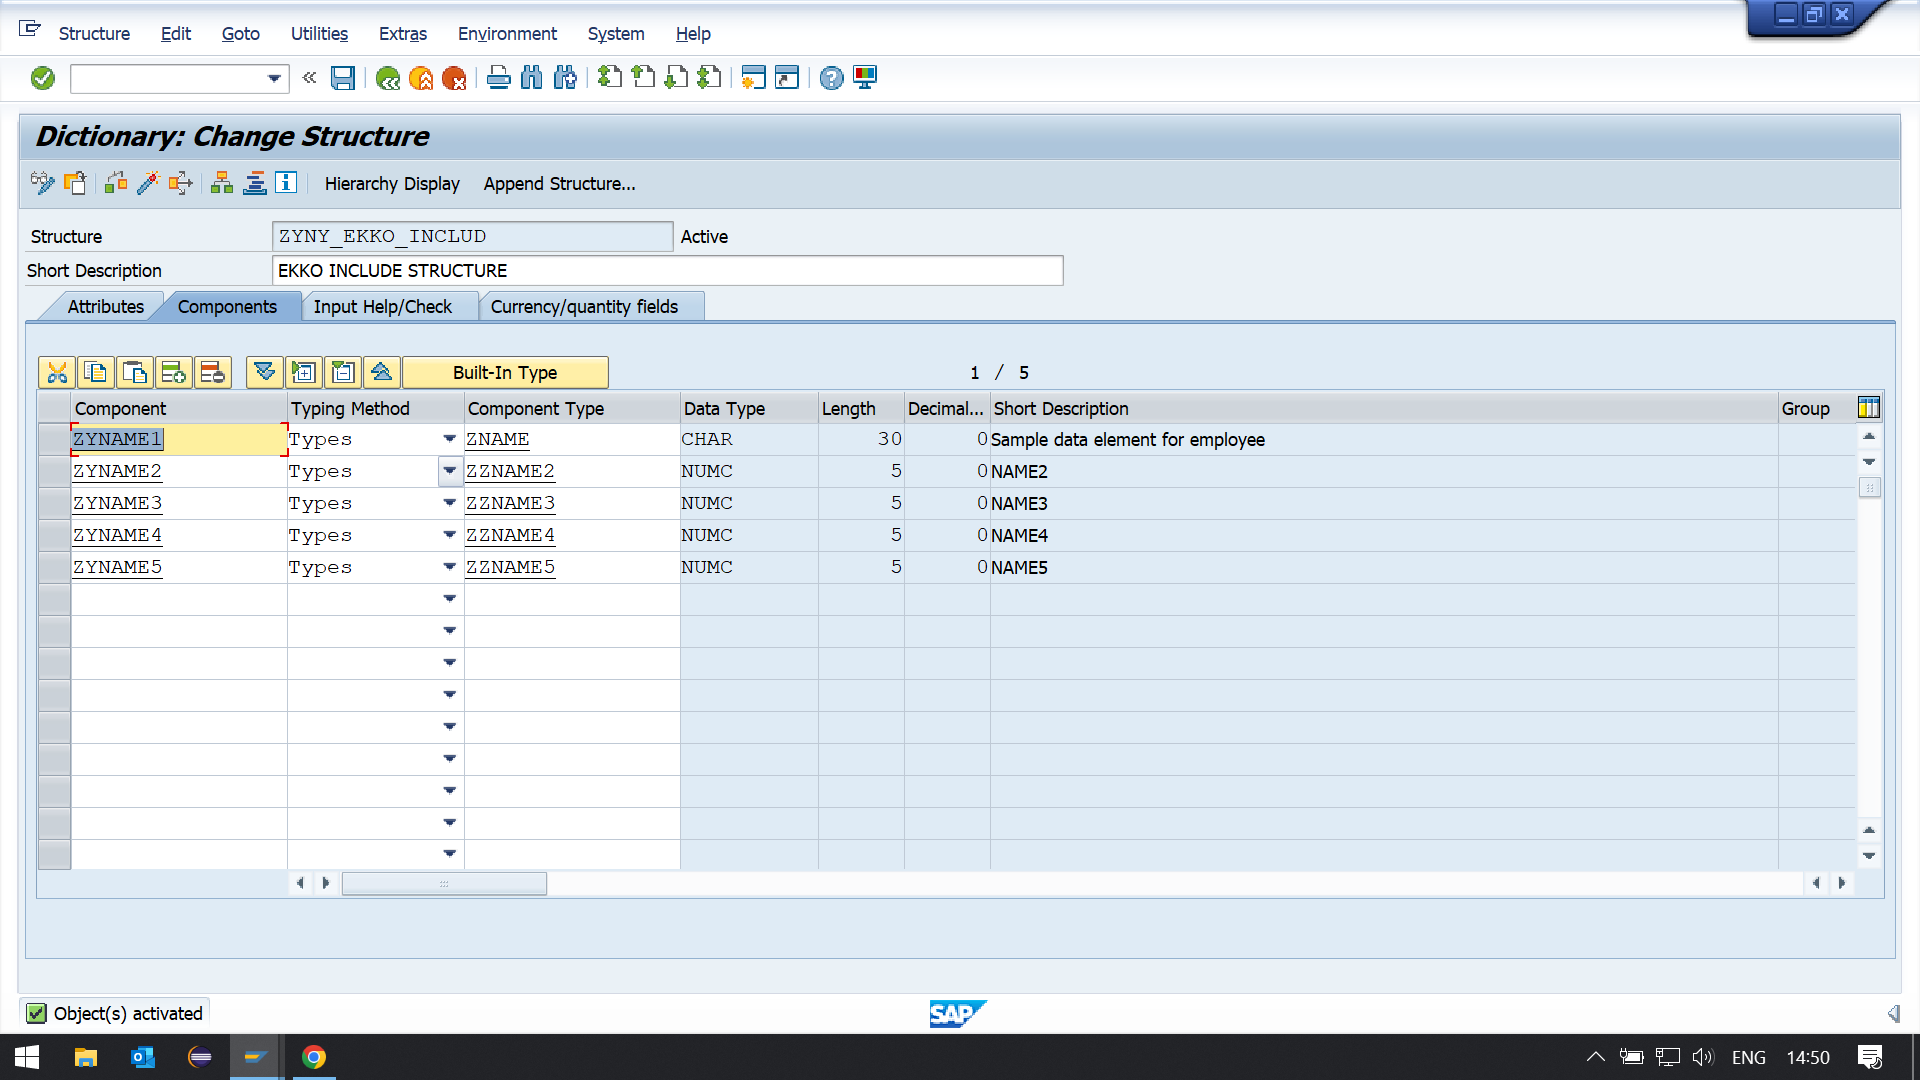 Structure Edit Goto Utilities Extras Environment System Help
Dictionary: Change Structure
Hierarchy Display Append Structure...
Structure ZYNY_EKKO_INCLUD Active
Short Description EKKO INCLUDE STRUCTURE
Attributes Components Input Help/Check Currency/quantity fields
Built-In Type 1 / 5
Component Typing Method Component Type Data Type Length Decimal... Short Description Group
ZYNAME1 Types ZNAME CHAR 30 0 Sample data element for employee
ZYNAME2 Types ZZNAME2 NUMC 5 0 NAME2
ZYNAME3 Types ZZNAME3 NUMC 5 0 NAME3
ZYNAME4 Types ZZNAME4 NUMC 5 0 NAME4
ZYNAME5 Types ZZNAME5 NUMC 5 0 NAME5
Object(s) activated SAP
ENG 14:50